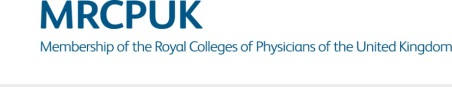 MRCPUK
Membership of the Royal Colleges of Physicians of the United Kingdom